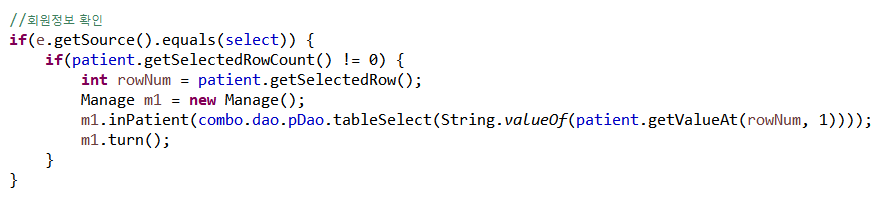 //회원정보 확인
if(e.getSource().equals(select)) {
    if(patient.getSelectedRowCount() != 0) {
        int rowNum = patient.getSelectedRow();
        Manage m1 = new Manage();
        m1.inPatient(combo.dao.pDao.tableSelect(String.valueOf(patient.getValueAt(rowNum, 1))));
        m1.turn();
    }
}